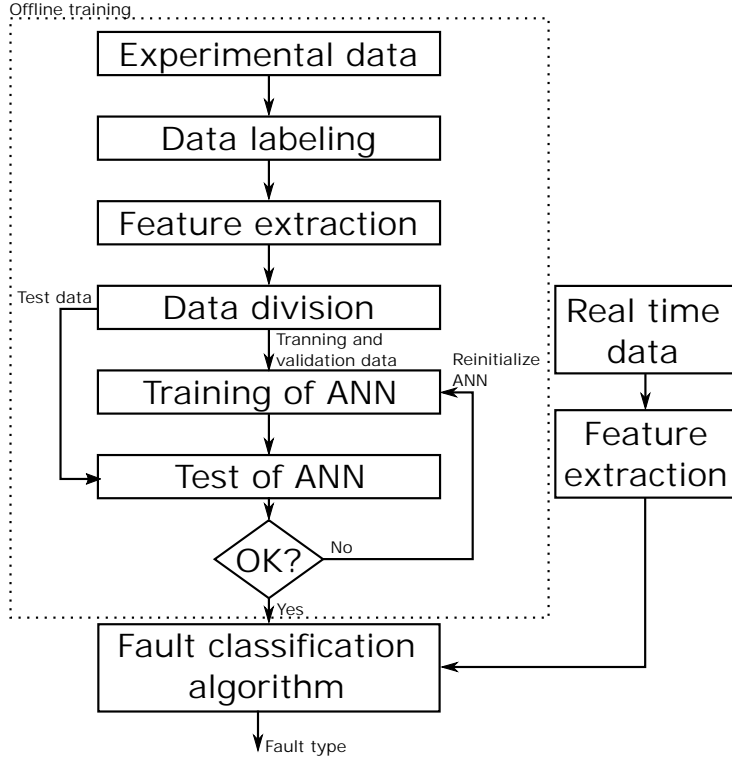 Offline training
Experimental data
Data labeling
Feature extraction
Test data
Data division
Tranning and
validation data
Reinitialize
ANN
Training of ANN
Test of ANN
OK?
No
Yes
Real time
data
Feature
extraction
Fault classification
algorithm
Fault type